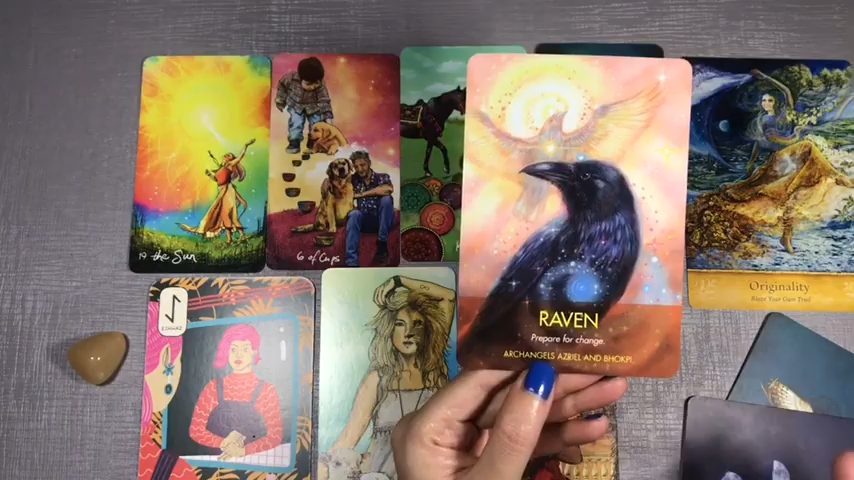 19 the Sun
6 of Cups
RAVEN
Prepare for change.
ARCHANGELS AZRIEL AND BHOKPI
Originality
Blaze Your Own Trail